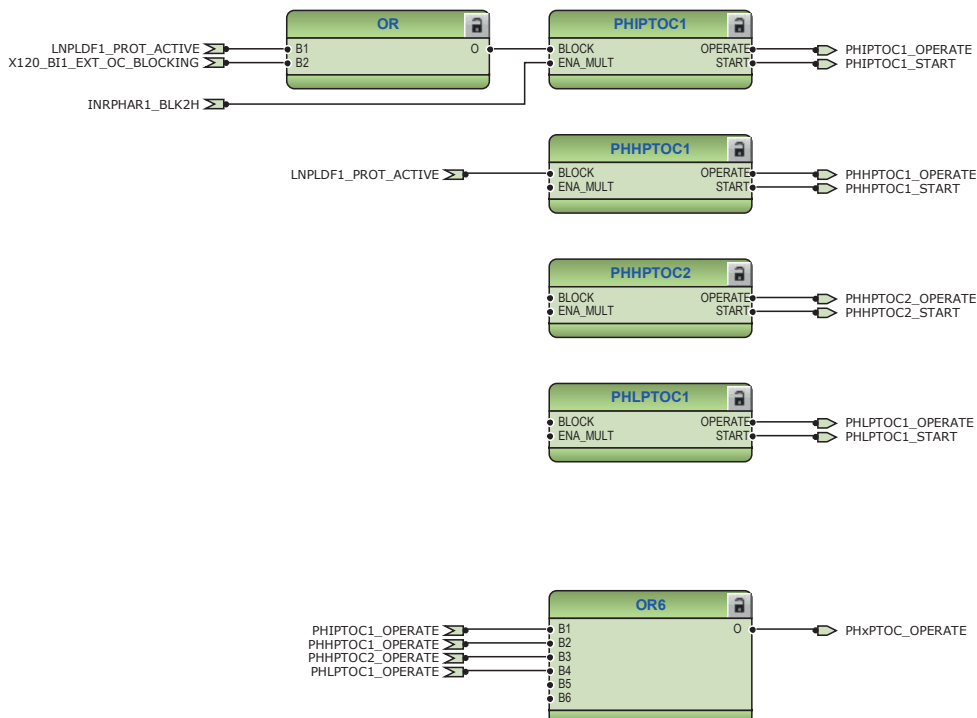 OR
PHIPTOC1
LNPLDF1_PROT_ACTIVE
X120_BI1_EXT_OC_BLOCKING
B1
B2
O
BLOCK
ENA_MULT
OPERATE
START
PHIPTOC1_OPERATE
PHIPTOC1_START
INRPHAR1_BLK2H
PHHPTOC1
LNPLDF1_PROT_ACTIVE
BLOCK
ENA_MULT
OPERATE
START
PHHPTOC1_OPERATE
PHHPTOC1_START
PHHPTOC2
BLOCK
ENA_MULT
OPERATE
START
PHHPTOC2_OPERATE
PHHPTOC2_START
PHLPTOC1
BLOCK
ENA_MULT
OPERATE
START
PHLPTOC1_OPERATE
PHLPTOC1_START
OR6
PHIPTOC1_OPERATE
PHHPTOC1_OPERATE
PHHPTOC2_OPERATE
PHLPTOC1_OPERATE
B1
B2
B3
B4
B5
B6
O
PHxPTOC_OPERATE